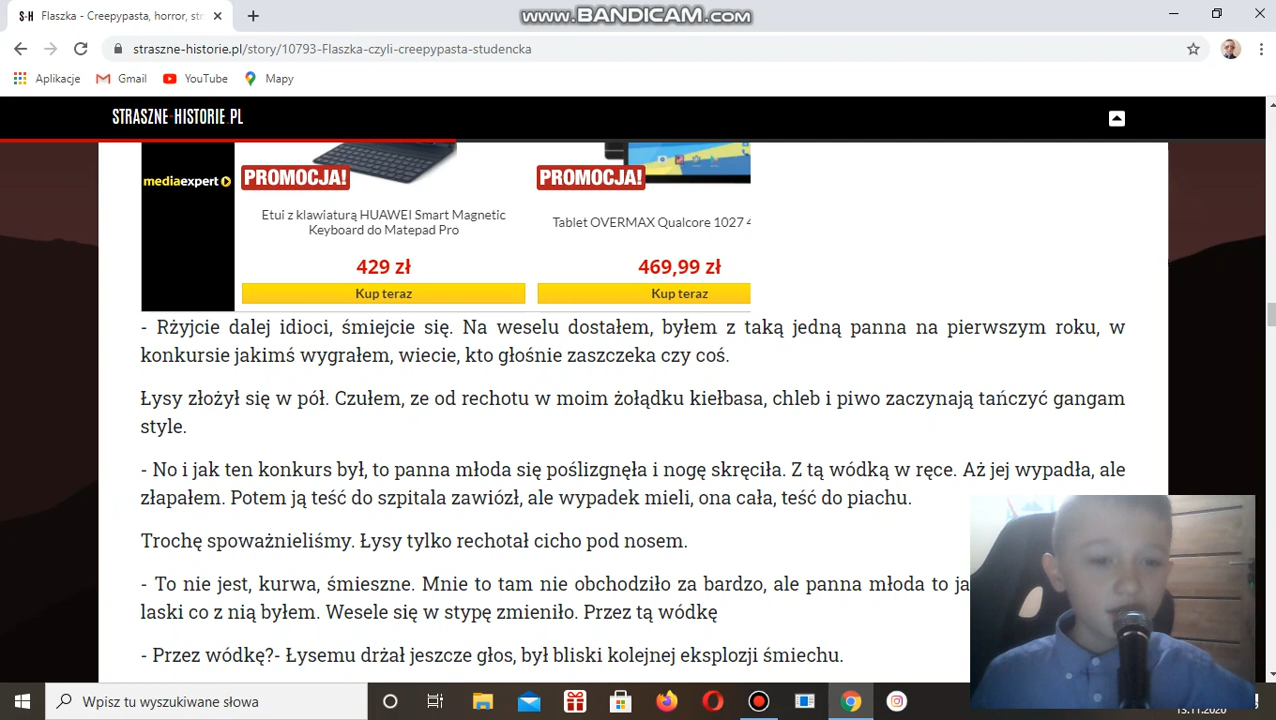 www.BANDICAM.com
S-H Flaszka - Creepypasta, horror, str
straszne-historie.pl/story/10793-Flaszka-czyli-creepypasta-studencka
Aplikacje Gmail YouTube Mapy
STRASZNE-HISTORIE.PL
mediaexpert PROMOCJA! PROMOCJA!
Etui z klawiaturą HUAWEI Smart Magnetic Tablet OVERMAX Qualcore 1027 4
Keyboard do Matepad Pro
429 zł 469,99 zł
Kup teraz Kup teraz
- Rżyjcie dalej idioci, śmiejcie się. Na weselu dostałem, byłem z taką jedną panna na pierwszym roku, w
konkursie jakimś wygrałem, wiecie, kto głośnie zaszczeka czy coś.
Łysy złożył się w pół. Czułem, ze od rechotu w moim żołądku kiełbasa, chleb i piwo zaczynają tańczyć gangam
style.
- No i jak ten konkurs był, to panna młoda się poślizgnęła i nogę skręciła. Z tą wódką w ręce. Aż jej wypadła, ale
złapałem. Potem ją teść do szpitala zawiózł, ale wypadek mieli, ona cała, teść do piachu.
Trochę spoważnieliśmy. Łysy tylko rechotał cicho pod nosem.
- To nie jest, kurwa, śmieszne. Mnie to tam nie obchodziło za bardzo, ale panna młoda to ja
laski co z nią byłem. Wesele się w stypę zmieniło. Przez tą wódkę
- Przez wódkę?- Łysemu drżał jeszcze głos, był bliski kolejnej eksplozji śmiechu.
Wpisz tu wyszukiwane słowa
13.11.2020